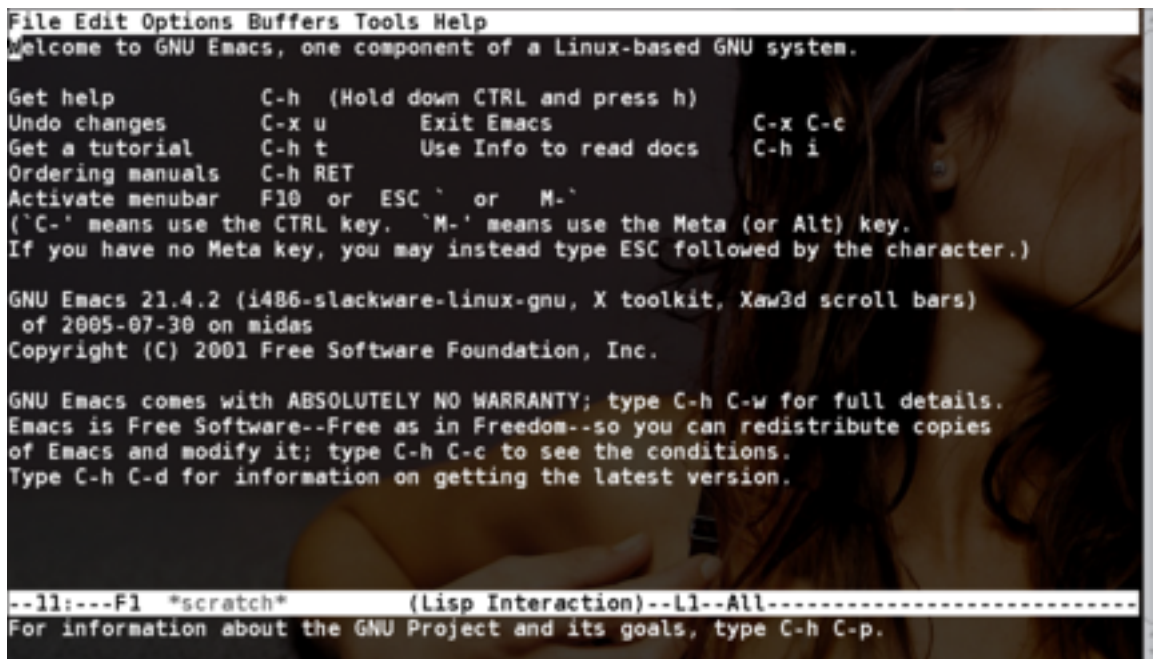 File Edit Options Buffers Tools Help
Welcome to GNU Emacs, one component of a Linux-based GNU system.
Get help C-h (Hold down CTRL and press h)
Undo changes C-x u Exit Emacs C-x C-c
Get a tutorial C-h t Use Info to read docs C-h i
Ordering manuals C-h RET
Activate menubar F10 or ESC ` or M-`
(`C-' means use the CTRL key. `M-' means use the Meta (or Alt) key.
If you have no Meta key, you may instead type ESC followed by the character.)
GNU Emacs 21.4.2 (i486-slackware-linux-gnu, X toolkit, Xaw3d scroll bars)
of 2005-07-30 on midas
Copyright (C) 2001 Free Software Foundation, Inc.
GNU Emacs comes with ABSOLUTELY NO WARRANTY; type C-h C-w for full details.
Emacs is Free Software--Free as in Freedom--so you can redistribute copies
of Emacs and modify it; type C-h C-c to see the conditions.
Type C-h C-d for information on getting the latest version.
--11:---F1 *scratch* (Lisp Interaction)--L1--All----------------------------
For information about the GNU Project and its goals, type C-h C-p.